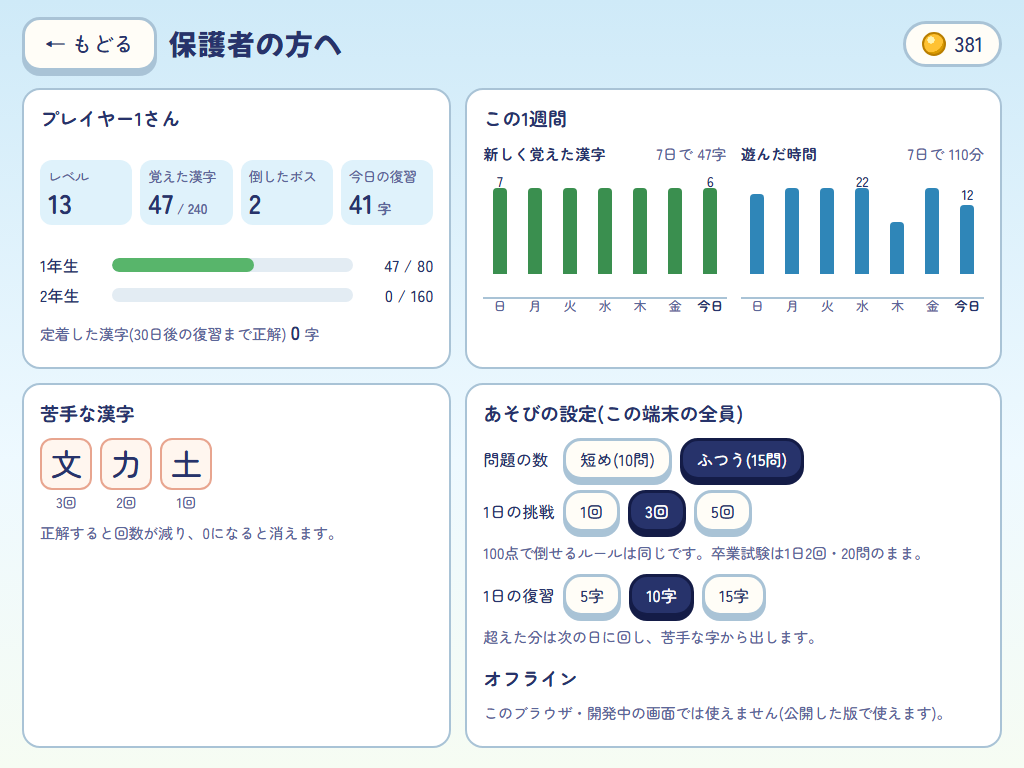 ← もどる
保護者の方へ
381
プレイヤー1さん
レベル
13
覚えた漢字
47 / 240
倒したボス
2
今日の復習
41 字
1年生
47 / 80
2年生
0 / 160
定着した漢字(30日後の復習まで正解) 0 字
この1週間
新しく覚えた漢字
7日で 47字
7
6
日 月 火 水 木 金 今日
遊んだ時間
7日で 110分
22
12
日 月 火 水 木 金 今日
苦手な漢字
文 力 土
3回 2回 1回
正解すると回数が減り、0になると消えます。
あそびの設定(この端末の全員)
問題の数 短め(10問) ふつう(15問)
1日の挑戦 1回 3回 5回
100点で倒せるルールは同じです。卒業試験は1日2回・20問のまま。
1日の復習 5字 10字 15字
超えた分は次の日に回し、苦手な字から出します。
オフライン
このブラウザ・開発中の画面では使えません(公開した版で使えます)。